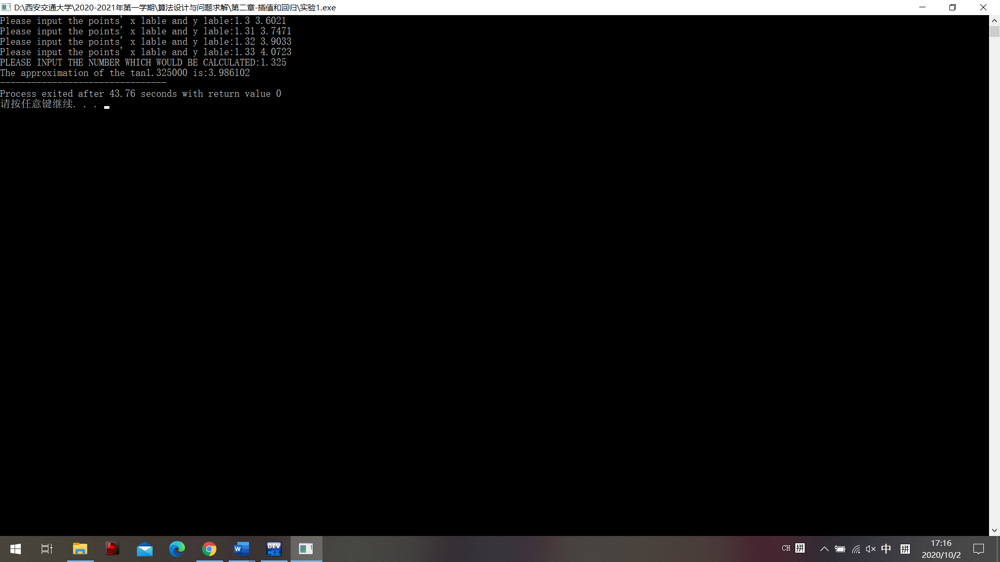 D:\西安交通大学\2020-2021年第一学期\算法设计与问题求解\第二章-插值和回归\实验1.exe
Please input the points' x lable and y lable:1.3 3.6021
Please input the points' x lable and y lable:1.31 3.7471
Please input the points' x lable and y lable:1.32 3.9033
Please input the points' x lable and y lable:1.33 4.0723
PLEASE INPUT THE NUMBER WHICH WOULD BE CALCULATED:1.325
The approximation of the tan1.325000 is:3.986102
--------------------------------
Process exited after 43.76 seconds with return value 0
请按任意键继续. . .
W
DEV
C++
CH 拼
中
拼
17:16
2020/10/2